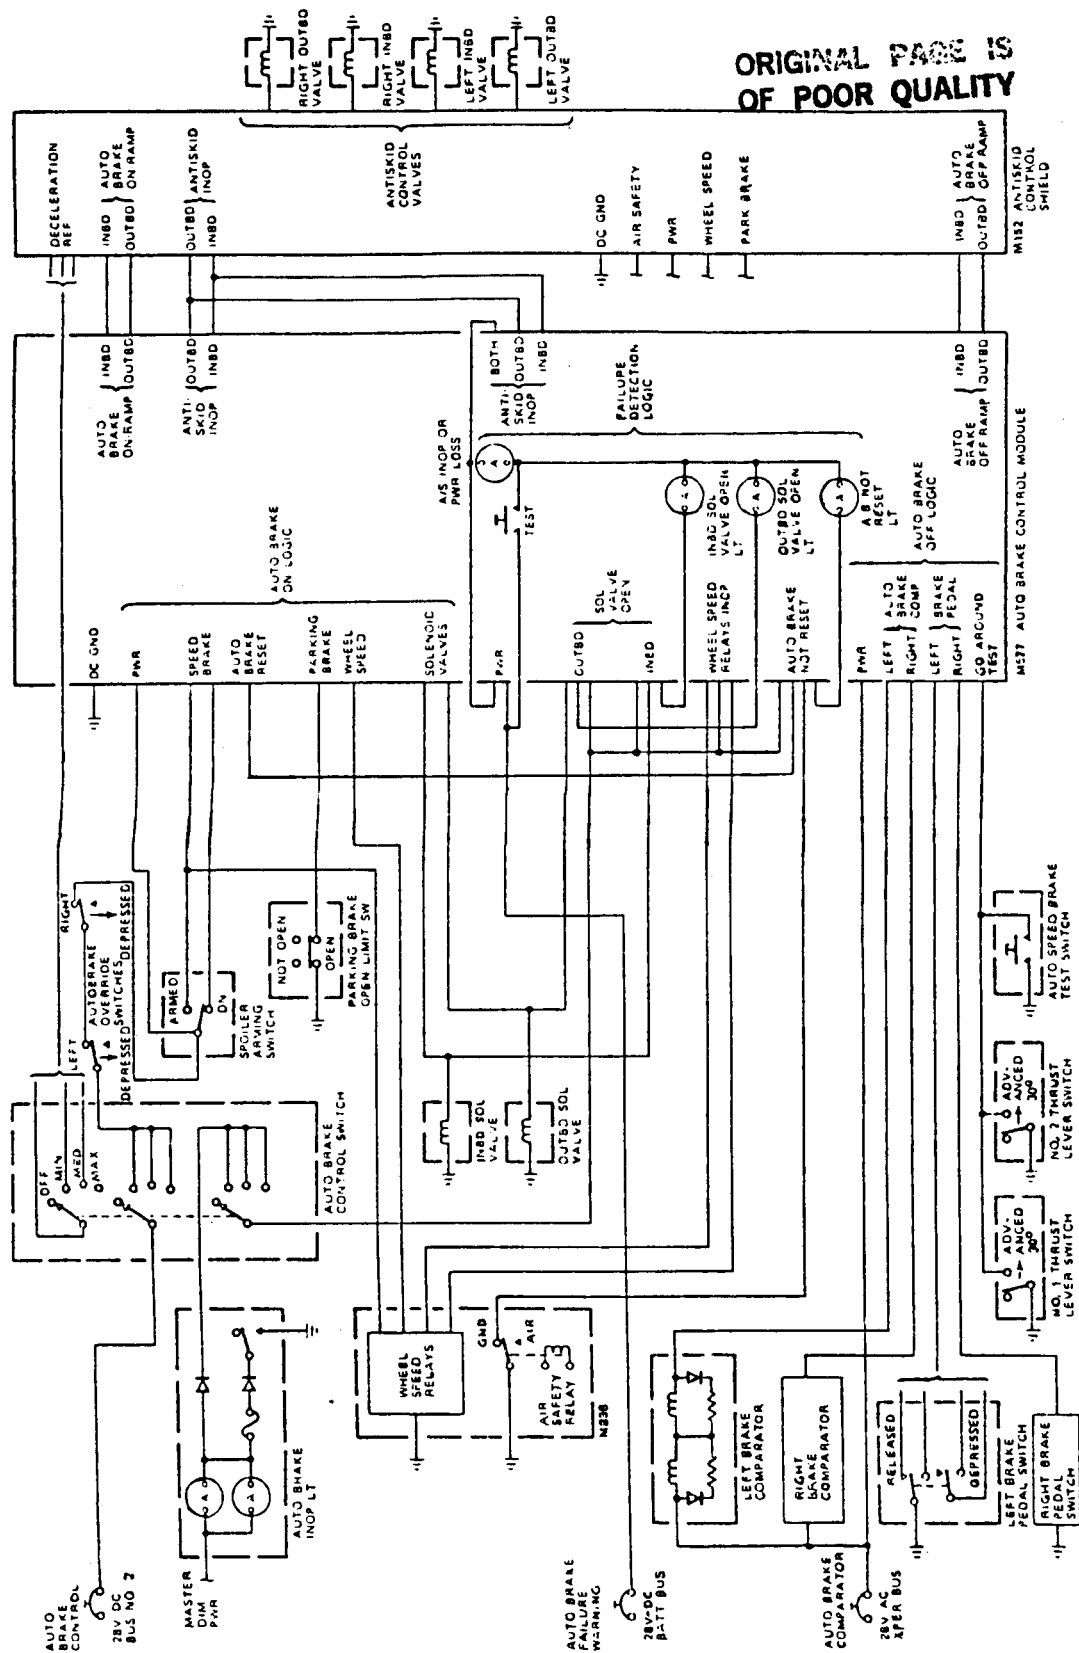 ORIGINAL PAGE IS
OF POOR QUALITY
RIGHT OUTBD
VALVE
RIGHT INBD
VALVE
LEFT INBD
VALVE
LEFT OUTBD
VALVE
DECELERATION
REF
INBD
OUTBD
AUTO
BRAKE
ON RAMP
OUTBD
INBD
ANTISKID
INOP
ANTISKID
CONTROL
VALVES
DC GND
AIR SAFETY
PWR
WHEEL SPEED
PARK BRAKE
INBD
OUTBD
AUTO
BRAKE
OFF RAMP
M162 ANTISKID
CONTROL
SHIELD
AUTO
BRAKE
ON RAMP
INBD
OUTBD
ANTI-
SKID
INOP
OUTBD
INBD
A/S INOP OR
PWR LOSS
ANTI-
SKID
INOP
BOTH
OUTBD
INBD
FAILURE
DETECTION
LOGIC
AUTO
BRAKE
OFF RAMP
INBD
OUTBD
AUTO BRAKE
ON LOGIC
S A C
TEST
A
INBD SOL
VALVE OPEN
LT
A
OUTBD SOL
VALVE OPEN
LT
A
A B NOT
RESET
LT
AUTO BRAKE
OFF LOGIC
DC GND
PWR
SPEED
BRAKE
AUTO
BRAKE
RESET
PARKING
BRAKE
WHEEL
SPEED
SOLENOID
VALVES
PWR
OUTBD
INBD
SOL
VALVE
OPEN
WHEEL SPEED
RELAYS INOP
AUTO BRAKE
NOT RESET
PWR
LEFT
RIGHT
AUTO
BRAKE
COMP
LEFT
RIGHT
BRAKE
PEDAL
GO AROUND
TEST
M577 AUTO BRAKE CONTROL MODULE
RIGHT
DEPRESSED
AUTOBRAKE
OVERRIDE
SWITCHES
LEFT
DEPRESSED
ARMED
DN
SPOILER
ARMING
SWITCH
NOT OPEN
OPEN
PARKING BRAKE
OPEN LIMIT SW
AUTO SPEED BRAKE
TEST SWITCH
OFF
MIN
MED
MAX
AUTO BRAKE
CONTROL SWITCH
INBD SOL
VALVE
OUTBD SOL
VALVE
ADV-
ANCED
30°
NO. 2 THRUST
LEVER SWITCH
ADV-
ANCED
30°
NO. 1 THRUST
LEVER SWITCH
A
A
AUTO BRAKE
INOP LT
WHEEL
SPEED
RELAYS
GND
AIR
AIR
SAFETY
RELAY
M238
LEFT BRAKE
COMPARATOR
RIGHT
BRAKE
COMPARATOR
RELEASED
DEPRESSED
LEFT BRAKE
PEDAL SWITCH
RIGHT BRAKE
PEDAL
SWITCH
AUTO
BRAKE
CONTROL
28V DC
BUS NO 2
MASTER
DIM
PWR
AUTO BRAKE
FAILURE
WARNING
28V-DC
BATT BUS
AUTO BRAKE
COMPARATOR
28V AC
XFER BUS